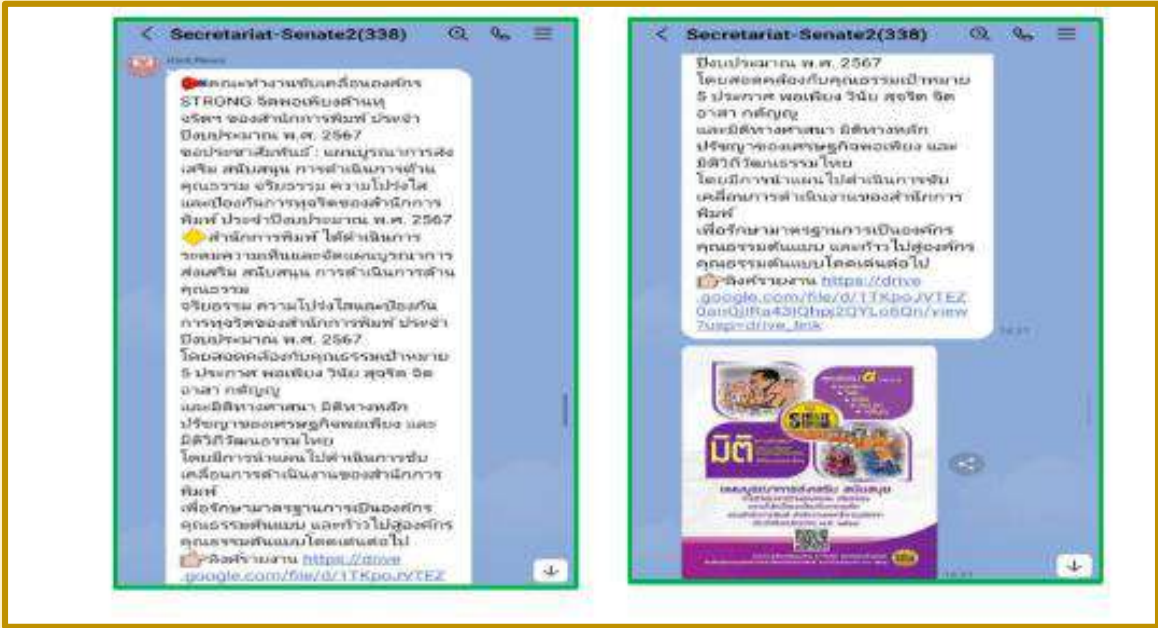 Secretariat-Senate2(338)
คณะทำงานขับเคลื่อนองค์กร
STRONG จิตพอเพียงต้านทุ
จริตฯ ของสำนักการพิมพ์ ประจำ
ปีงบประมาณ พ.ศ. 2567
ขอประชาสัมพันธ์ : แผนบูรณาการส่ง
เสริม สนับสนุน การดำเนินการด้าน
คุณธรรม จริยธรรม ความโปร่งใส
และป้องกันการทุจริตของสำนักการ
พิมพ์ ประจำปีงบประมาณ พ.ศ. 2567
สำนักการพิมพ์ ได้ดำเนินการ
ระดมความเห็นและจัดแผนบูรณาการ
ส่งเสริม สนับสนุน การดำเนินการด้าน
คุณธรรม
จริยธรรม ความโปร่งใสและป้องกัน
การทุจริตของสำนักการพิมพ์ ประจำ
ปีงบประมาณ พ.ศ. 2567
โดยสอดคล้องกับคุณธรรมเป้าหมาย
5 ประกาศ พอเพียง วินัย สุจริต จิต
อาสา กตัญญู
และมิติทางศาสนา มิติทางหลัก
ปรัชญาของเศรษฐกิจพอเพียง และ
มิติวิถีวัฒนธรรมไทย
โดยมีการนำแผนไปดำเนินการขับ
เคลื่อนการดำเนินงานของสำนักการ
พิมพ์
เพื่อรักษามาตรฐานการเป็นองค์กร
คุณธรรมต้นแบบ และก้าวไปสู่องค์กร
คุณธรรมต้นแบบโดดเด่นต่อไป
ลิงค์รายงาน https://drive
.google.com/file/d/1TKpoJVTEZ
Secretariat-Senate2(338)
ปีงบประมาณ พ.ศ. 2567
โดยสอดคล้องกับคุณธรรมเป้าหมาย
5 ประกาศ พอเพียง วินัย สุจริต จิต
อาสา กตัญญู
และมิติทางศาสนา มิติทางหลัก
ปรัชญาของเศรษฐกิจพอเพียง และ
มิติวิถีวัฒนธรรมไทย
โดยมีการนำแผนไปดำเนินการขับ
เคลื่อนการดำเนินงานของสำนักการ
พิมพ์
เพื่อรักษามาตรฐานการเป็นองค์กร
คุณธรรมต้นแบบ และก้าวไปสู่องค์กร
คุณธรรมต้นแบบโดดเด่นต่อไป
ลิงค์รายงาน https://drive
.google.com/file/d/1TKpoJVTEZ
?usp=drive_link
มิติ
แผนบูรณาการส่งเสริม สนับสนุน